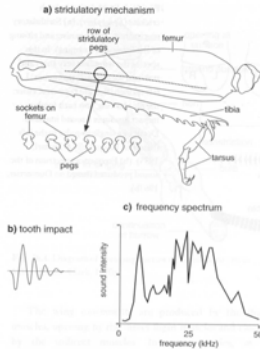 a) stridulatory mechanism
row of
stridulatory
pegs
femur
sockets on
femur
pegs
tibia
tarsus
c) frequency spectrum
b) tooth impact
sound intensity
0
25
50
frequency (kHz)